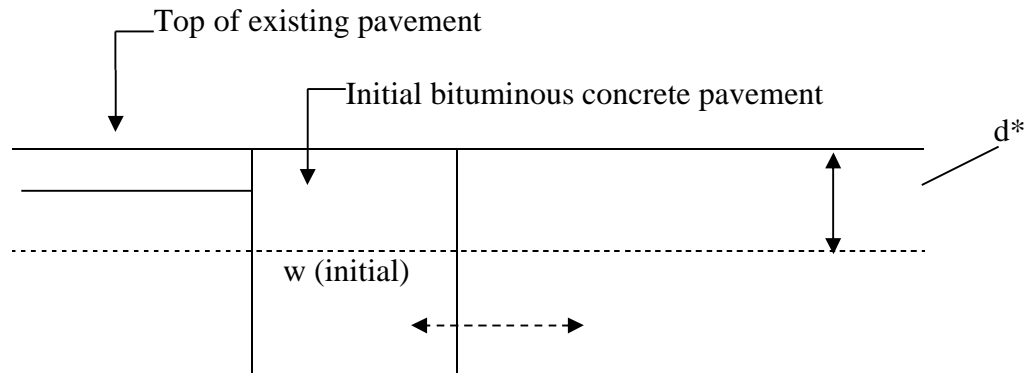 Top of existing pavement
Initial bituminous concrete pavement
d*
w (initial)